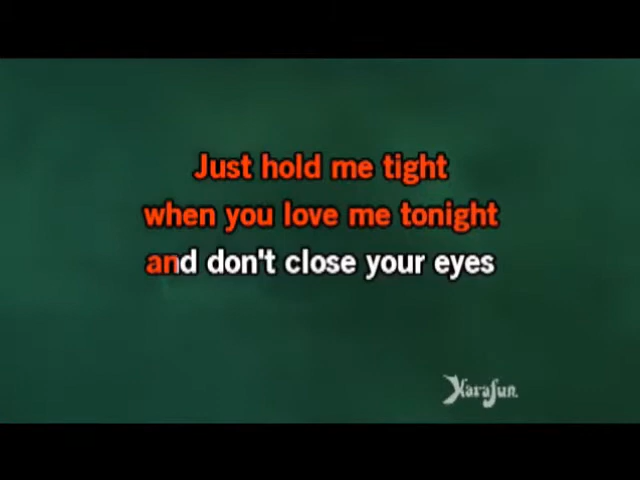 Just hold me tight
when you love me tonight
and don't close your eyes
KaraFun